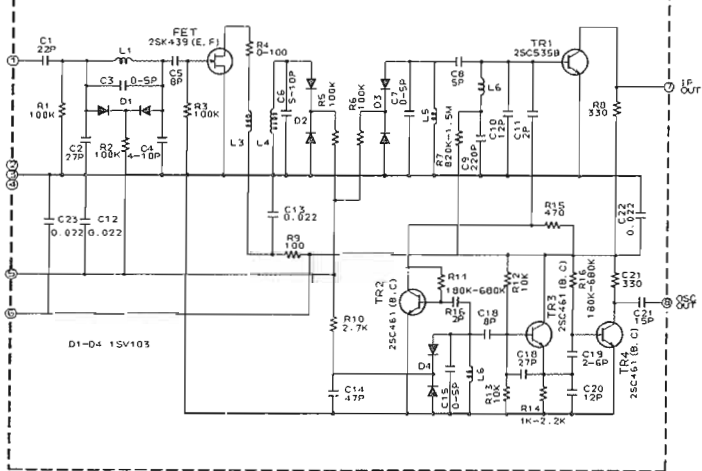 FET
2SK439 (E, F)
C1
22P
L1
C3 0-5P
C5
8P
R4
0-100
C6
5-10P
R5
100K
R6
100K
D3
C7
0-5P
C8
5P
TR1
2SC535B
L6
7
IF
OUT
1
R1
100K
D1
R3
100K
C2
27P
R2
100K
C4
4-10P
L3
L4
D2
L5
R7
820K-1.5M
C9
220P
C10
12P
C11
2P
R8
330
2
3
4
C23
0.022
C12
0.022
C13
0.022
R9
100
R15
470
C22
0.022
5
6
TR2
2SC461 (B, C)
R11
180K-680K
R16
2P
R12
10K
TR3
2SC461 (B, C)
R16
180K-680K
C21
330
C21
15P
8
OSC
OUT
R10
2.7K
C18
8P
D1-D4 1SV103
D4
C15
0-5P
L6
C18
27P
C19
2-6P
TR4
2SC461 (B, C)
C14
47P
R13
10K
R14
1K-2.2K
C20
12P